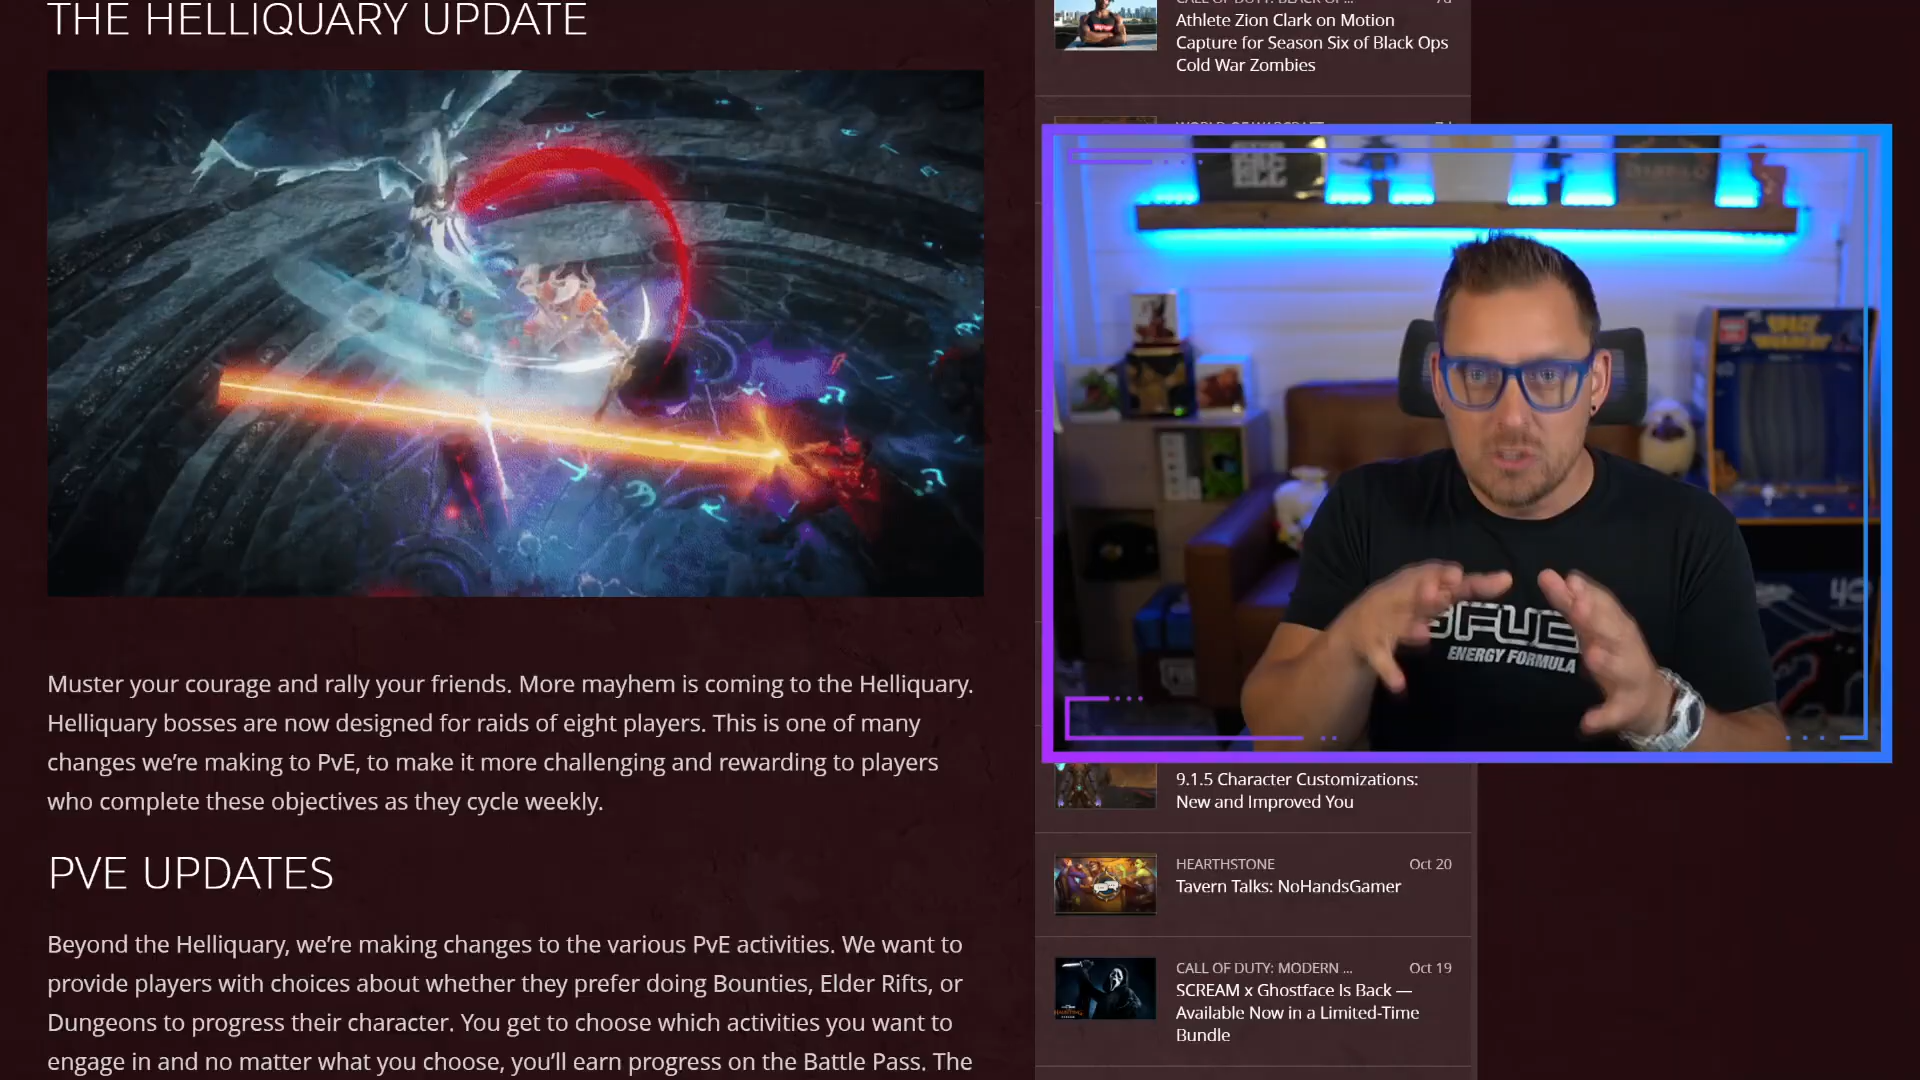 THE HELLIQUARY UPDATE
Muster your courage and rally your friends. More mayhem is coming to the Helliquary.
Helliquary bosses are now designed for raids of eight players. This is one of many
changes we’re making to PvE, to make it more challenging and rewarding to players
who complete these objectives as they cycle weekly.
PVE UPDATES
Beyond the Helliquary, we’re making changes to the various PvE activities. We want to
provide players with choices about whether they prefer doing Bounties, Elder Rifts, or
Dungeons to progress their character. You get to choose which activities you want to
engage in and no matter what you choose, you’ll earn progress on the Battle Pass. The
Athlete Zion Clark on Motion
Capture for Season Six of Black Ops
Cold War Zombies
SPACE
ENERGY FORMULA
40
9.1.5 Character Customizations:
New and Improved You
HEARTHSTONE Oct 20
Tavern Talks: NoHandsGamer
CALL OF DUTY: MODERN ... Oct 19
SCREAM x Ghostface Is Back —
Available Now in a Limited-Time
Bundle